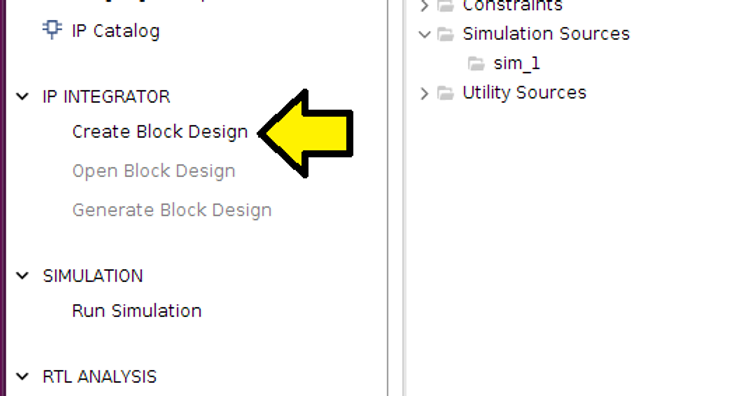 IP Catalog
IP INTEGRATOR
Create Block Design
Open Block Design
Generate Block Design
SIMULATION
Run Simulation
RTL ANALYSIS
Constraints
Simulation Sources
sim_1
Utility Sources